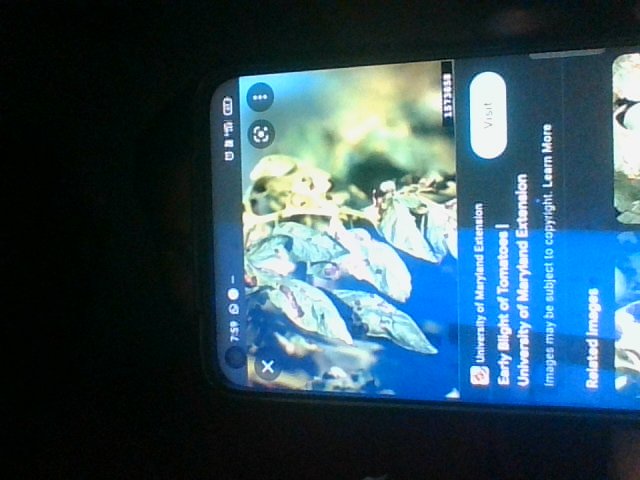 7:59
1573058
University of Maryland Extension
Early Blight of Tomatoes |
University of Maryland Extension
Visit
Images may be subject to copyright. Learn More
Related images